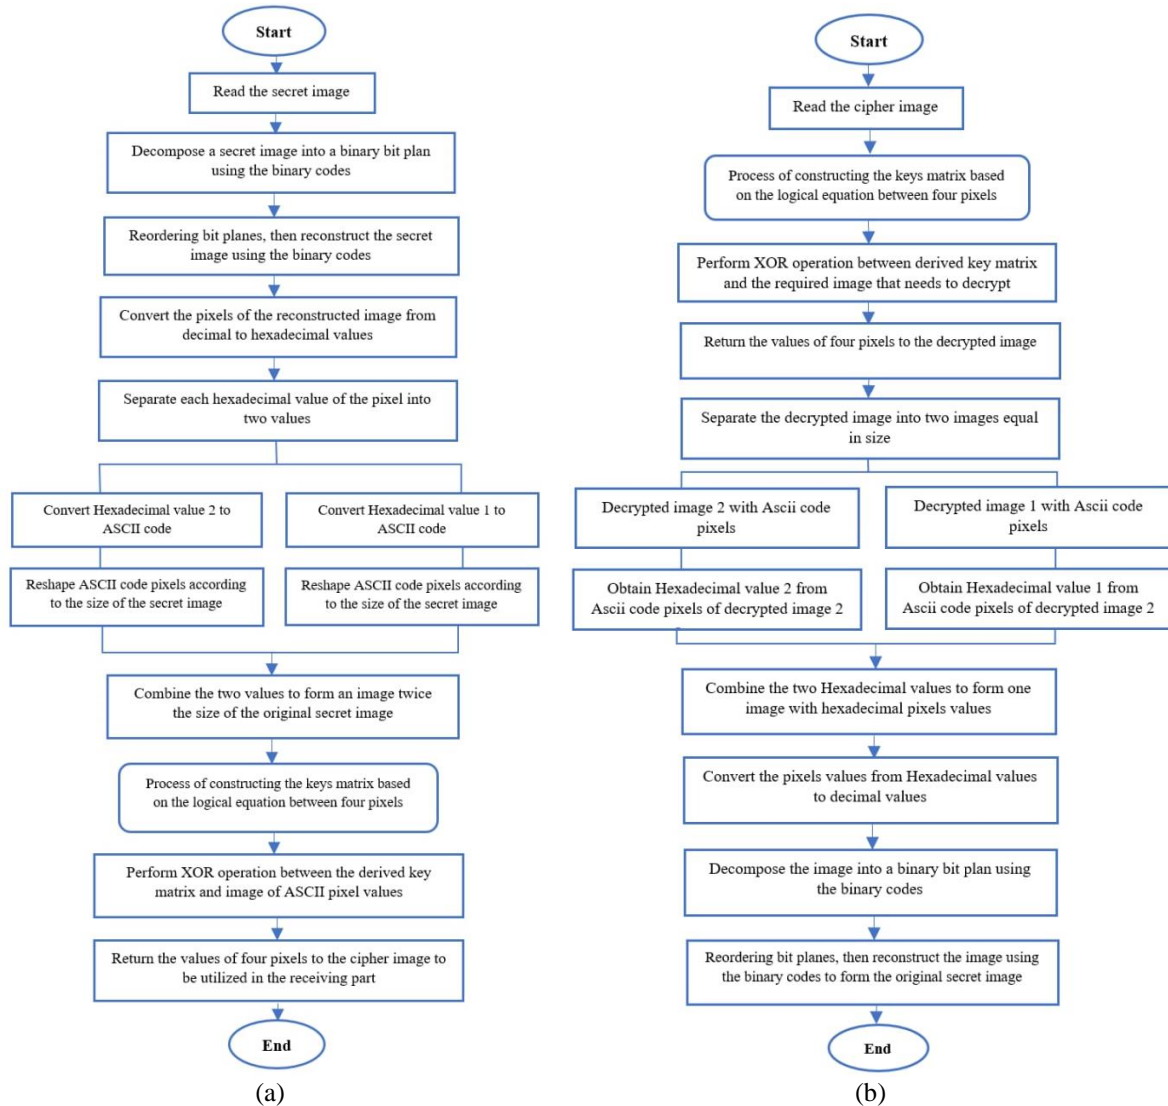 Start
Read the secret image
Decompose a secret image into a binary bit plan
using the binary codes
Reordering bit planes, then reconstruct the secret
image using the binary codes
Convert the pixels of the reconstructed image from
decimal to hexadecimal values
Separate each hexadecimal value of the pixel into
two values
Convert Hexadecimal value 2 to
ASCII code
Convert Hexadecimal value 1 to
ASCII code
Reshape ASCII code pixels according
to the size of the secret image
Reshape ASCII code pixels according
to the size of the secret image
Combine the two values to form an image twice
the size of the original secret image
Process of constructing the keys matrix based
on the logical equation between four pixels
Perform XOR operation between the derived key
matrix and image of ASCII pixel values
Return the values of four pixels to the cipher image to
be utilized in the receiving part
End
(a)
Start
Read the cipher image
Process of constructing the keys matrix based
on the logical equation between four pixels
Perform XOR operation between derived key matrix
and the required image that needs to decrypt
Return the values of four pixels to the decrypted image
Separate the decrypted image into two images equal
in size
Decrypted image 2 with Ascii code
pixels
Decrypted image 1 with Ascii code
pixels
Obtain Hexadecimal value 2 from
Ascii code pixels of decrypted image 2
Obtain Hexadecimal value 1 from
Ascii code pixels of decrypted image 2
Combine the two Hexadecimal values to form one
image with hexadecimal pixels values
Convert the pixels values from Hexadecimal values
to decimal values
Decompose the image into a binary bit plan using
the binary codes
Reordering bit planes, then reconstruct the image using
the binary codes to form the original secret image
End
(b)